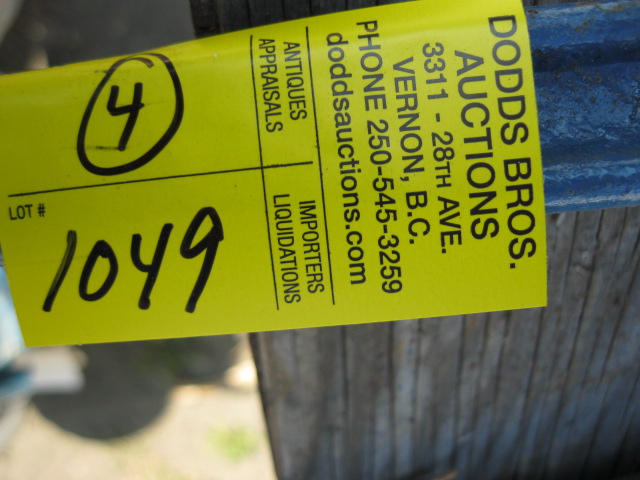 DODDS BROS.
AUCTIONS
3311 - 28TH AVE.
VERNON, B.C.
PHONE 250-545-3259
doddsauctions.com
ANTIQUES
APPRAISALS
IMPORTERS
LIQUIDATIONS
4
LOT #
1049